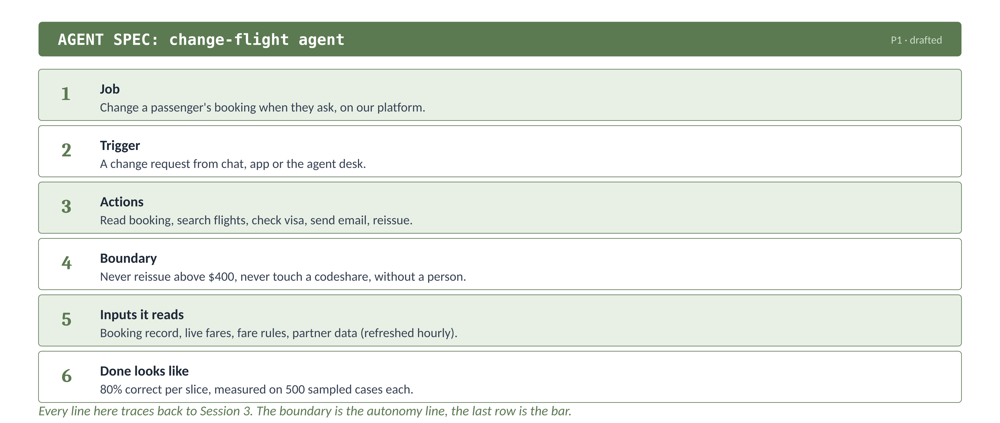 AGENT SPEC: change-flight agent
P1 · drafted
1
Job
Change a passenger's booking when they ask, on our platform.
2
Trigger
A change request from chat, app or the agent desk.
3
Actions
Read booking, search flights, check visa, send email, reissue.
4
Boundary
Never reissue above $400, never touch a codeshare, without a person.
5
Inputs it reads
Booking record, live fares, fare rules, partner data (refreshed hourly).
6
Done looks like
80% correct per slice, measured on 500 sampled cases each.
Every line here traces back to Session 3. The boundary is the autonomy line, the last row is the bar.